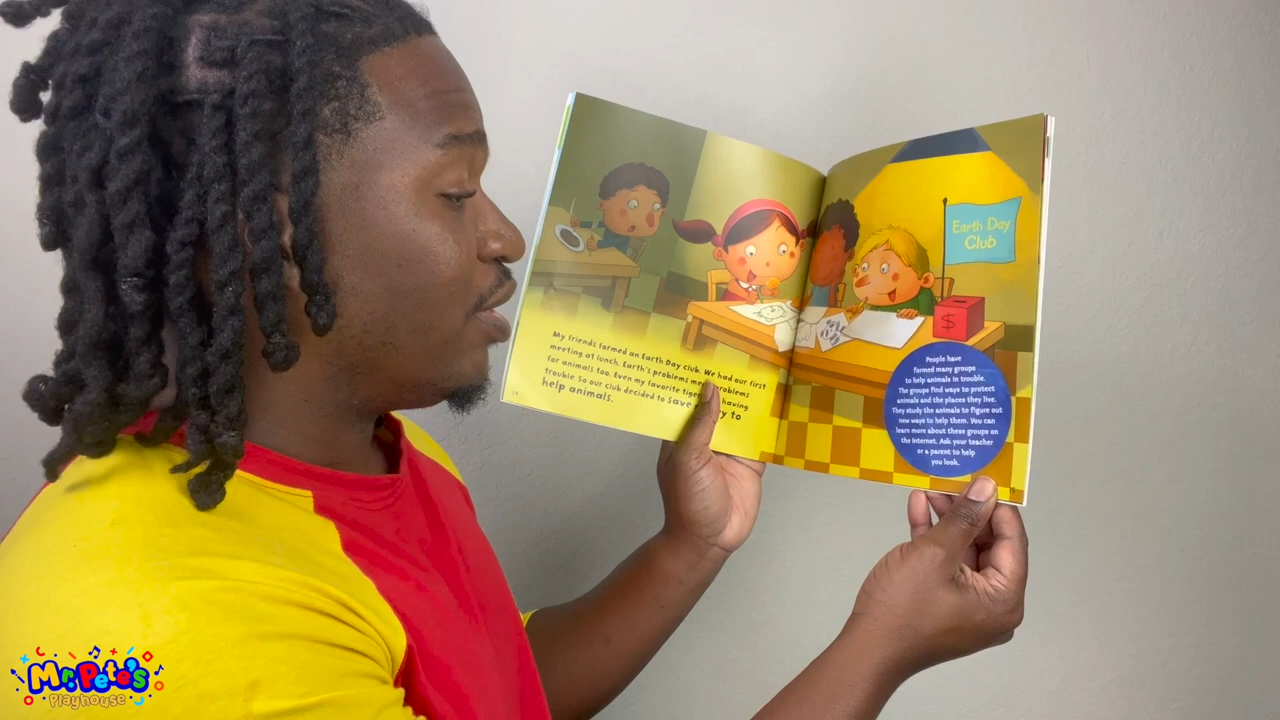 My friends formed an Earth Day club. We had our first
meeting at lunch. Earth's problems problems
for animals too. Even my favorite having
trouble. So our club decided to save to
help animals.
Earth Day
Club
$
People have
formed many groups
to help animals in trouble.
The groups find ways to protect
animals and the places they live.
They study the animals to figure out
new ways to help them. You can
learn more about these groups on
the Internet. Ask your teacher
or a parent to help
you look.
Mr. Pete's
Playhouse